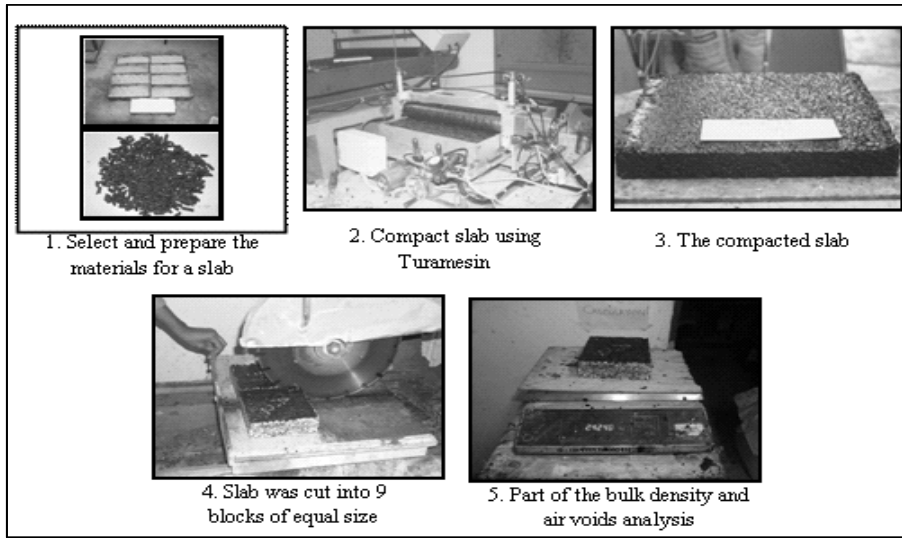 1. Select and prepare the
materials for a slab
2. Compact slab using
Turamesin
3. The compacted slab
4. Slab was cut into 9
blocks of equal size
5. Part of the bulk density and
air voids analysis